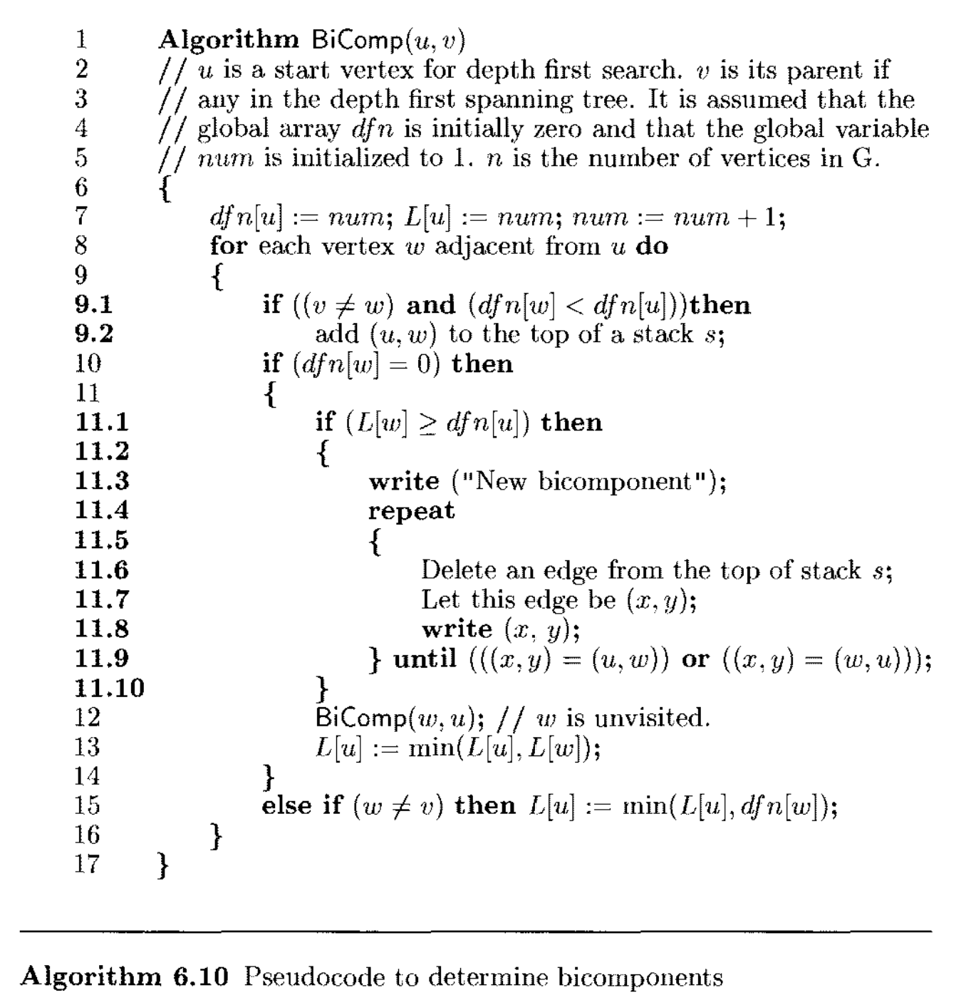 1 Algorithm BiComp(u, v)
2 // u is a start vertex for depth first search. v is its parent if
3 // any in the depth first spanning tree. It is assumed that the
4 // global array dfn is initially zero and that the global variable
5 // num is initialized to 1. n is the number of vertices in G.
6 {
7 dfn[u] := num; L[u] := num; num := num + 1;
8 for each vertex w adjacent from u do
9 {
9.1 if ((v ≠ w) and (dfn[w] < dfn[u]))then
9.2 add (u, w) to the top of a stack s;
10 if (dfn[w] = 0) then
11 {
11.1 if (L[w] ≥ dfn[u]) then
11.2 {
11.3 write ("New bicomponent");
11.4 repeat
11.5 {
11.6 Delete an edge from the top of stack s;
11.7 Let this edge be (x, y);
11.8 write (x, y);
11.9 } until (((x, y) = (u, w)) or ((x, y) = (w, u)));
11.10 }
12 BiComp(w, u); // w is unvisited.
13 L[u] := min(L[u], L[w]);
14 }
15 else if (w ≠ v) then L[u] := min(L[u], dfn[w]);
16 }
17 }
Algorithm 6.10 Pseudocode to determine bicomponents